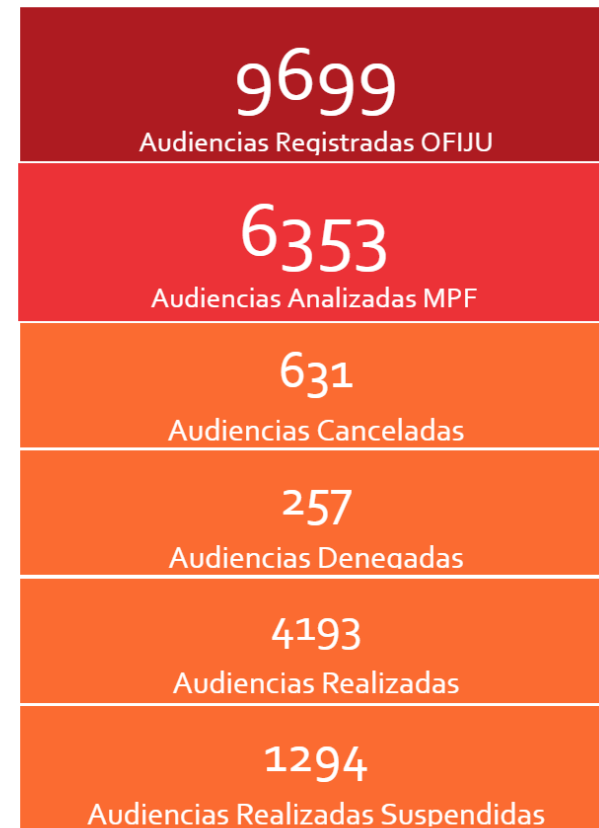 9699
Audiencias Registradas OFIJU
6353
Audiencias Analizadas MPF
631
Audiencias Canceladas
257
Audiencias Denegadas
4193
Audiencias Realizadas
1294
Audiencias Realizadas Suspendidas